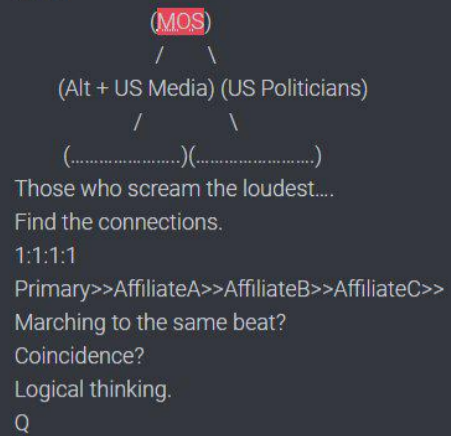 (MOS)
/ \
(Alt + US Media) (US Politicians)
/ \
(......................)(.........................)
Those who scream the loudest....
Find the connections.
1:1:1:1
Primary>>AffiliateA>>AffiliateB>>AffiliateC>>
Marching to the same beat?
Coincidence?
Logical thinking.
Q